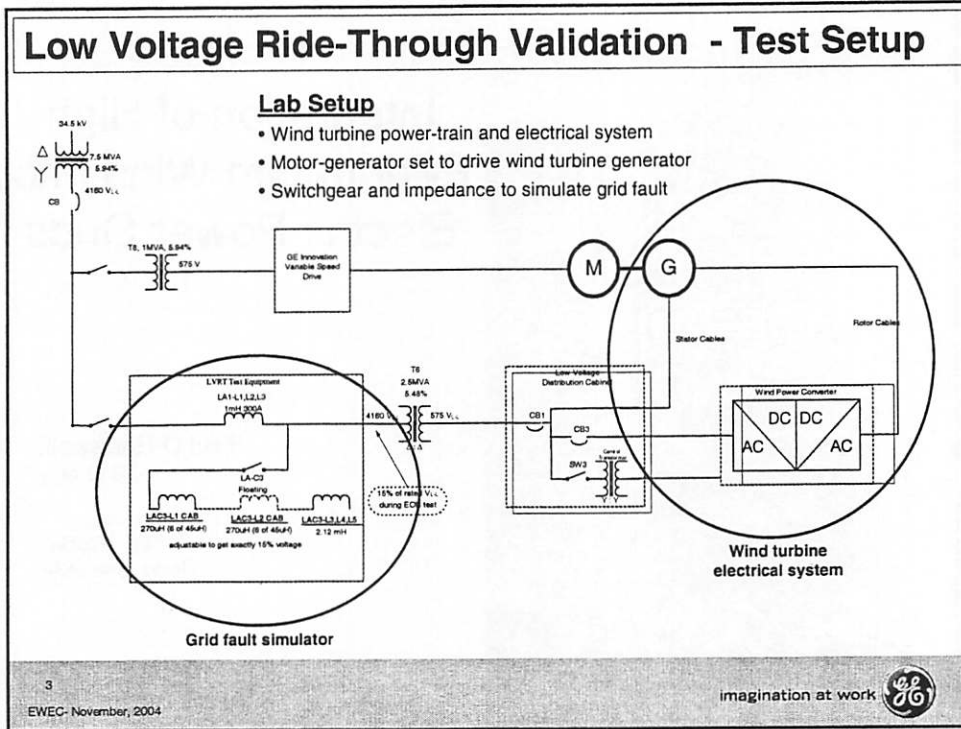 Low Voltage Ride-Through Validation - Test Setup
Lab Setup
• Wind turbine power-train and electrical system
• Motor-generator set to drive wind turbine generator
• Switchgear and impedance to simulate grid fault
34.5 kV
Δ
7.5 MVA
5.94%
Y
4160 VLL
CB
T8, 1MVA, 5.94%
575 V
GE Innovation
Variable Speed
Drive
M
G
Rotor Cables
Stator Cables
LVRT Test Equipment
LA1-L1,L2,L3
1mH 300A
T6
2.5MVA
5.48%
4160 VLL
575 VLL
Low Voltage
Distribution Cabinet
CB1
CB3
SW3
Wind Power Converter
DC
DC
AC
AC
LA-C3
Floating
15% of rated VLL
during test
LAC3-L1 CAB
270uH (6 of 45uH)
LAC3-L2 CAB
270uH (6 of 45uH)
LAC3-L3,L4,L5
2.12 mH
adjustable to get exactly 15% voltage
Wind turbine
electrical system
Grid fault simulator
3
EWEC- November, 2004
imagination at work
GE